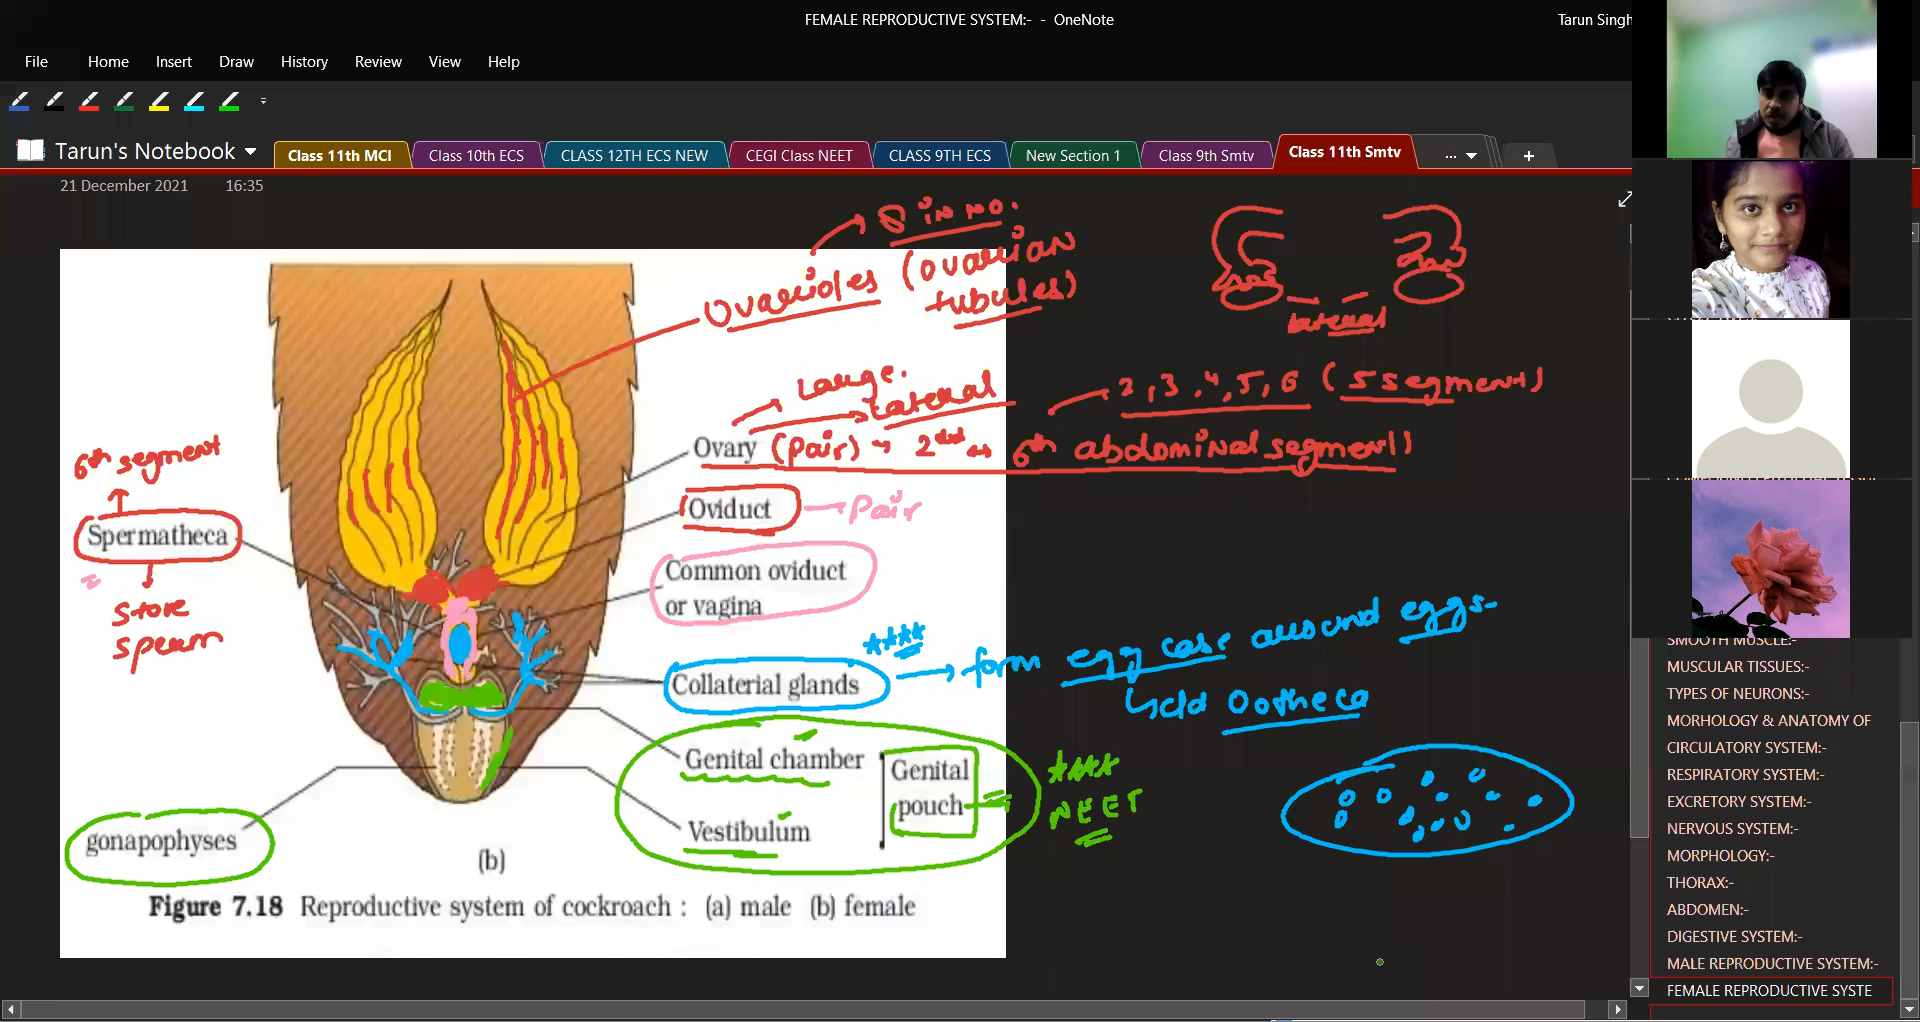 FEMALE REPRODUCTIVE SYSTEM:- - OneNote
Tarun Singh
File Home Insert Draw History Review View Help
Tarun's Notebook
Class 11th MCI
Class 10th ECS
CLASS 12TH ECS NEW
CEGI Class NEET
CLASS 9TH ECS
New Section 1
Class 9th Smtv
Class 11th Smtv
...
+
21 December 2021 16:35
8 in no.
Ovarioles (ovarian
tubules)
lateral
Large.
Lateral
2,3,4,5,6 (5 segment)
Ovary (pair) → 2nd to 6th abdominal segment
6th segment
Spermatheca
Store
sperm
Oviduct
Pair
Common oviduct
or vagina
Collaterial glands
form egg case around eggs
cld Ootheca
Genital chamber
Vestibulum
Genital
pouch
NEET
gonapophyses
(b)
Figure 7.18 Reproductive system of cockroach : (a) male (b) female
SMOOTH MUSCLE:-
MUSCULAR TISSUES:-
TYPES OF NEURONS:-
MORHOLOGY & ANATOMY OF
CIRCULATORY SYSTEM:-
RESPIRATORY SYSTEM:-
EXCRETORY SYSTEM:-
NERVOUS SYSTEM:-
MORPHOLOGY:-
THORAX:-
ABDOMEN:-
DIGESTIVE SYSTEM:-
MALE REPRODUCTIVE SYSTEM:-
FEMALE REPRODUCTIVE SYSTE